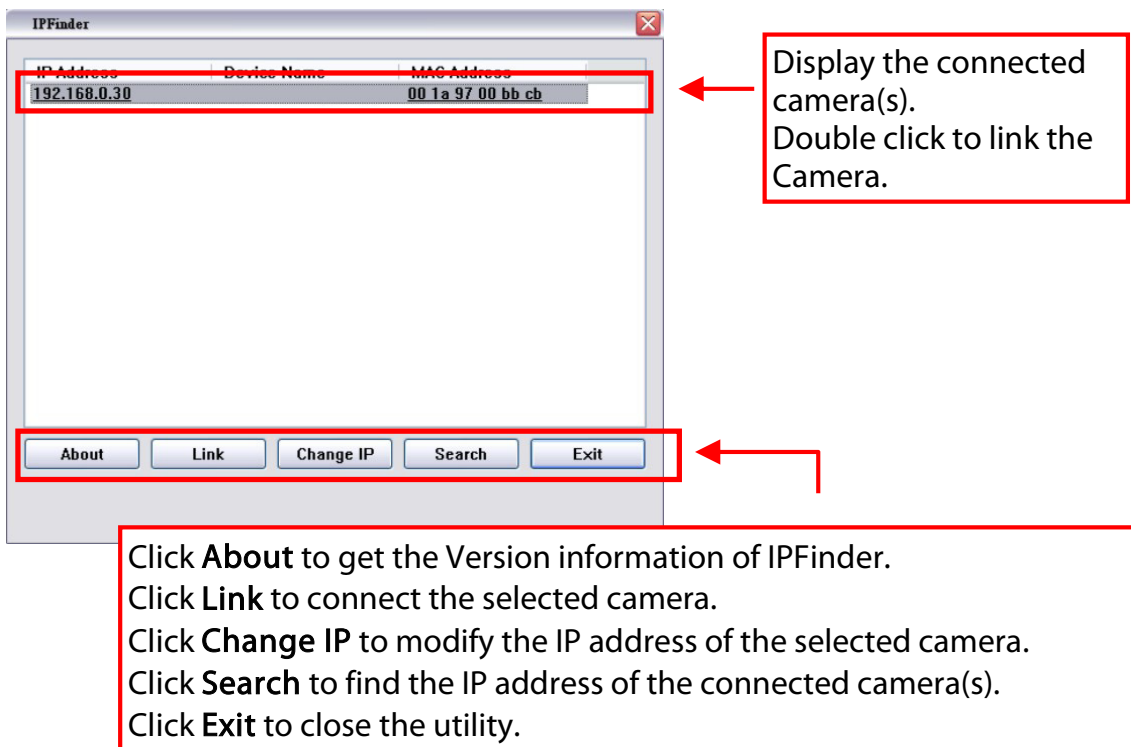 IPFinder
IP Address Device Name MAC Address
192.168.0.30 00 1a 97 00 bb cb
Display the connected
camera(s).
Double click to link the
Camera.
About Link Change IP Search Exit
Click About to get the Version information of IPFinder.
Click Link to connect the selected camera.
Click Change IP to modify the IP address of the selected camera.
Click Search to find the IP address of the connected camera(s).
Click Exit to close the utility.